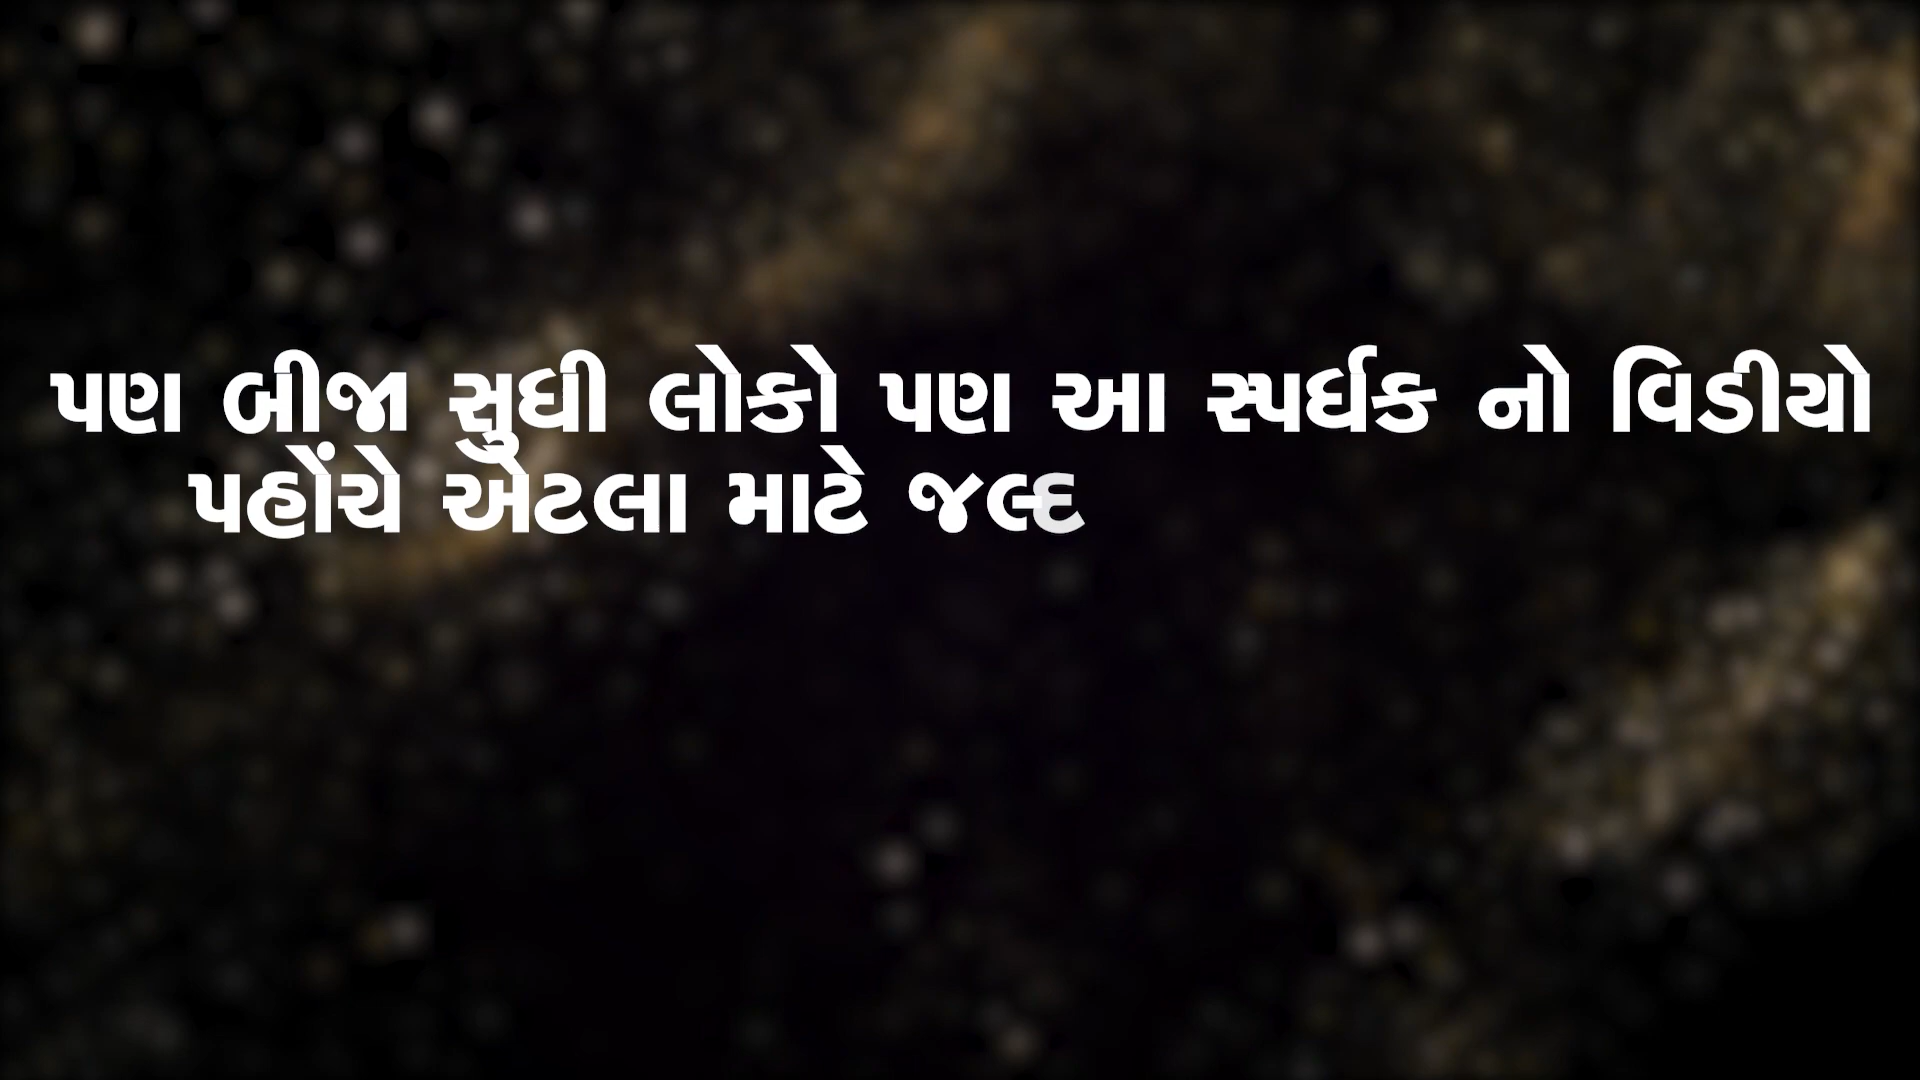 પણ બીજા સુધી લોકો પણ આ સ્પર્ધક નો વિડીયો
પહોંચે એટલા માટે જલ્દ